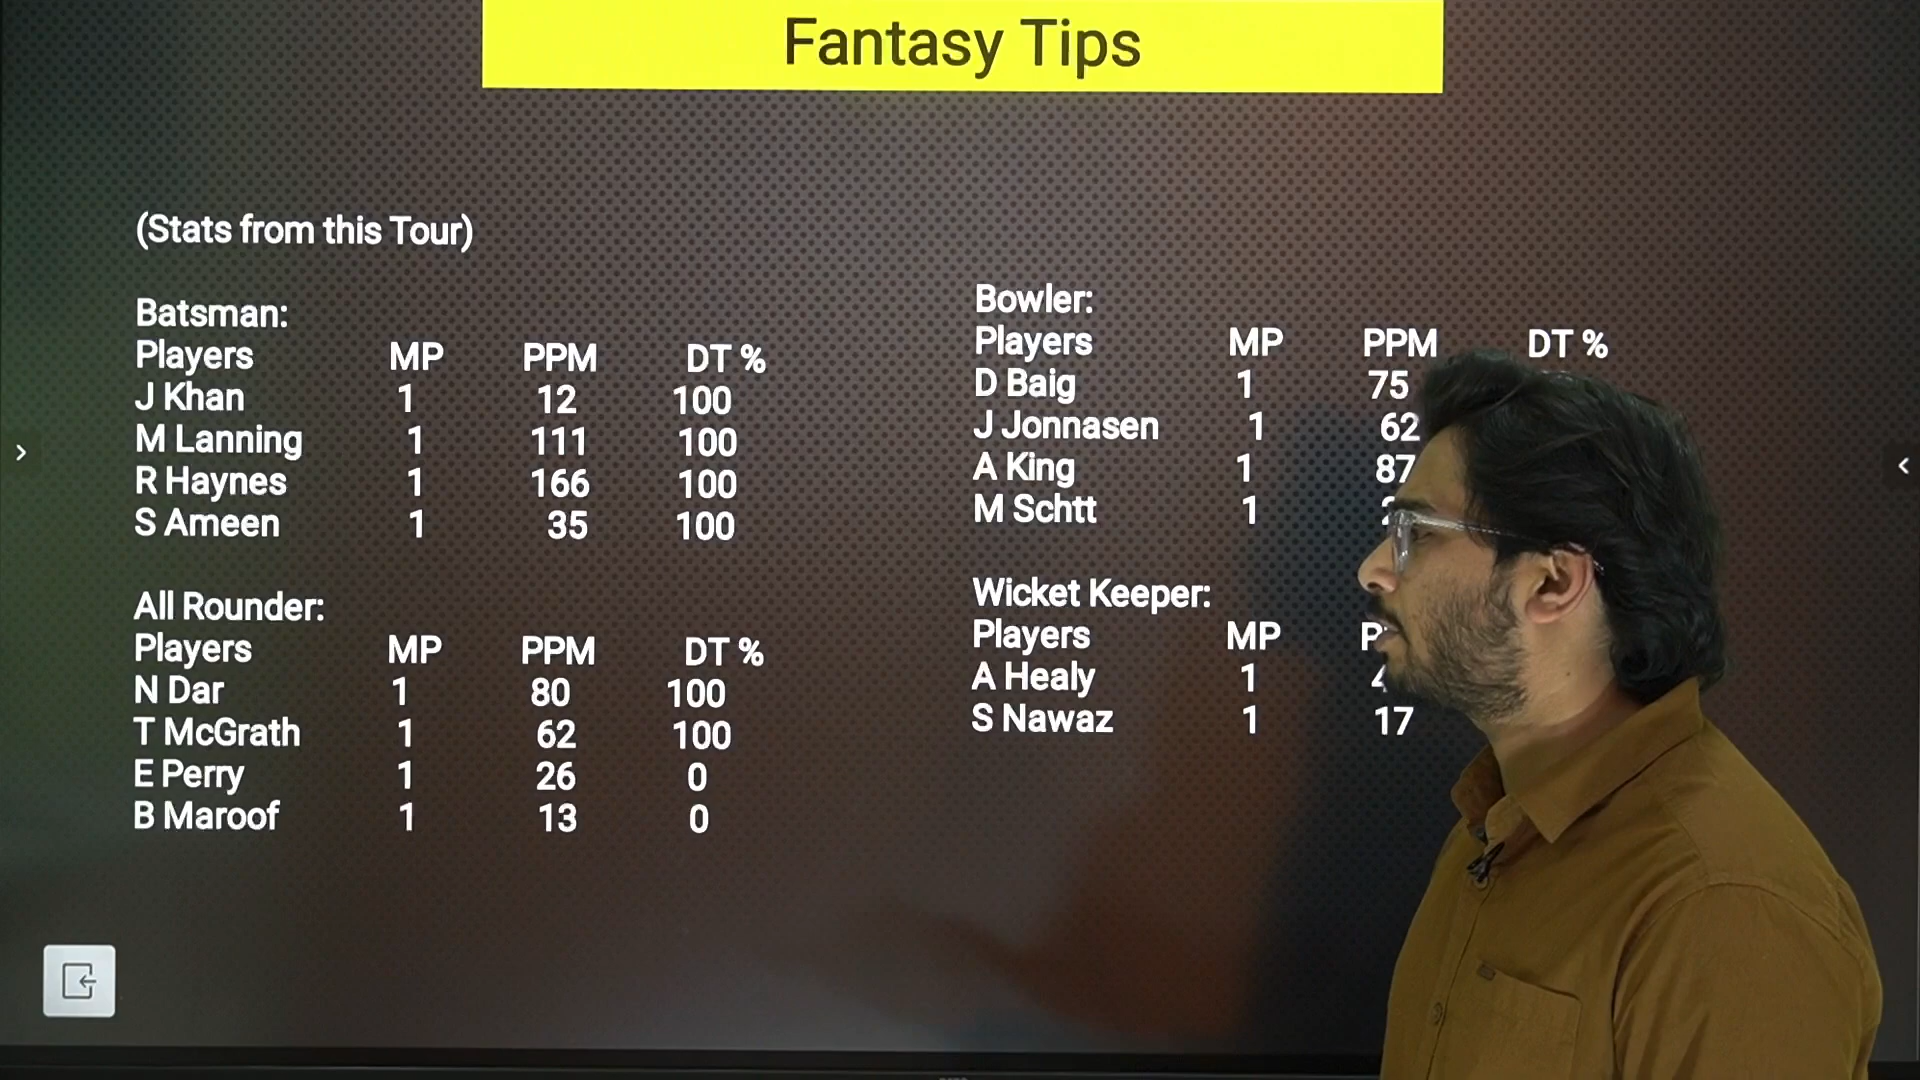 Fantasy Tips
(Stats from this Tour)
Batsman:
Players MP PPM DT %
J Khan 1 12 100
M Lanning 1 111 100
R Haynes 1 166 100
S Ameen 1 35 100
All Rounder:
Players MP PPM DT %
N Dar 1 80 100
T McGrath 1 62 100
E Perry 1 26 0
B Maroof 1 13 0
Bowler:
Players MP PPM DT %
D Baig 1 75
J Jonnasen 1 62
A King 1 87
M Schtt 1
Wicket Keeper:
Players MP
A Healy 1
S Nawaz 1 17